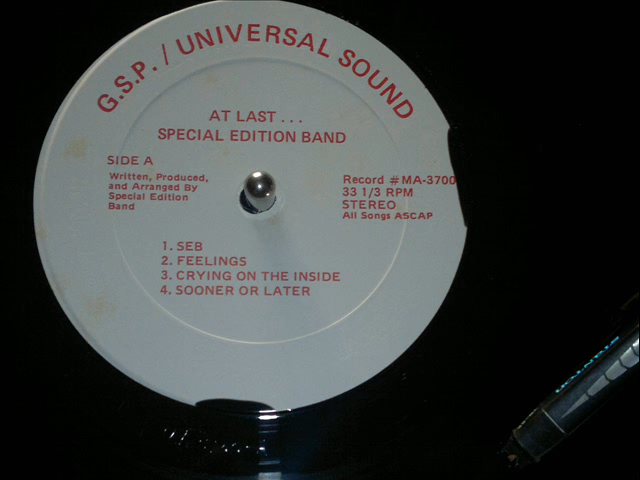 G.S.P. / UNIVERSAL SOUND
AT LAST . . .
SPECIAL EDITION BAND
SIDE A
Written, Produced,
and Arranged By
Special Edition
Band
Record #MA-3700
33 1/3 RPM
STEREO
All Songs ASCAP
1. SEB
2. FEELINGS
3. CRYING ON THE INSIDE
4. SOONER OR LATER